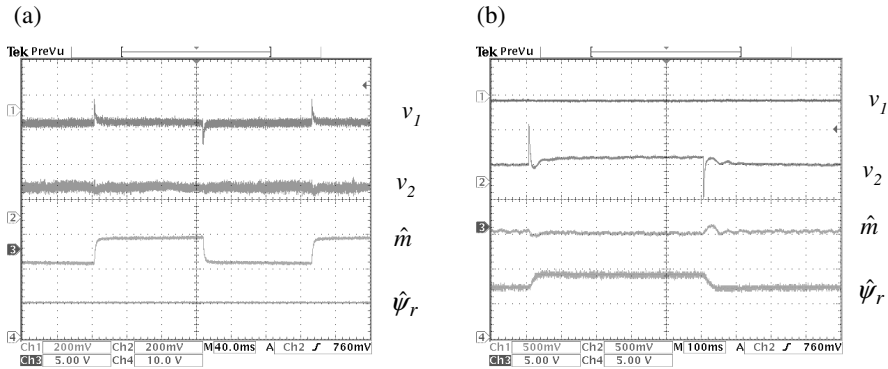 (a)
Tek PreVu
1
2
3
4
v1
v2
m̂
ψ̂r
Ch1 200mV Ch2 200mV M 40.0ms A Ch2 ʃ 760mV
Ch3 5.00 V Ch4 10.0 V
(b)
Tek PreVu
1
2
3
4
v1
v2
m̂
ψ̂r
Ch1 500mV Ch2 500mV M 100ms A Ch2 ʃ 760mV
Ch3 5.00 V Ch4 5.00 V